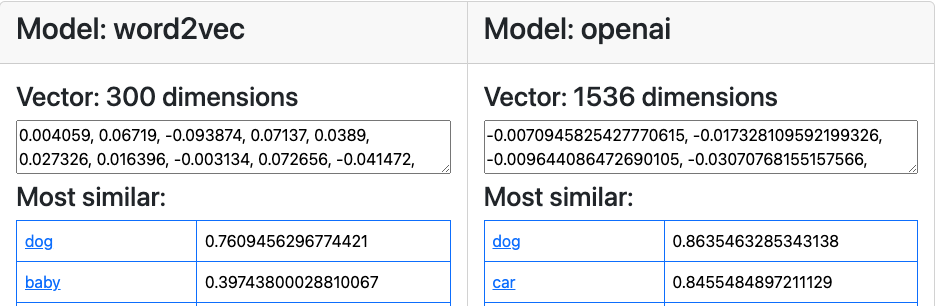 Model: word2vec
Vector: 300 dimensions
0.004059, 0.06719, -0.093874, 0.07137, 0.0389,
0.027326, 0.016396, -0.003134, 0.072656, -0.041472,
Most similar:
dog 0.7609456296774421
baby 0.39743800028810067
Model: openai
Vector: 1536 dimensions
-0.0070945825427770615, -0.017328109592199326,
-0.009644086472690105, -0.03070768155157566,
Most similar:
dog 0.8635463285343138
car 0.8455484897211129